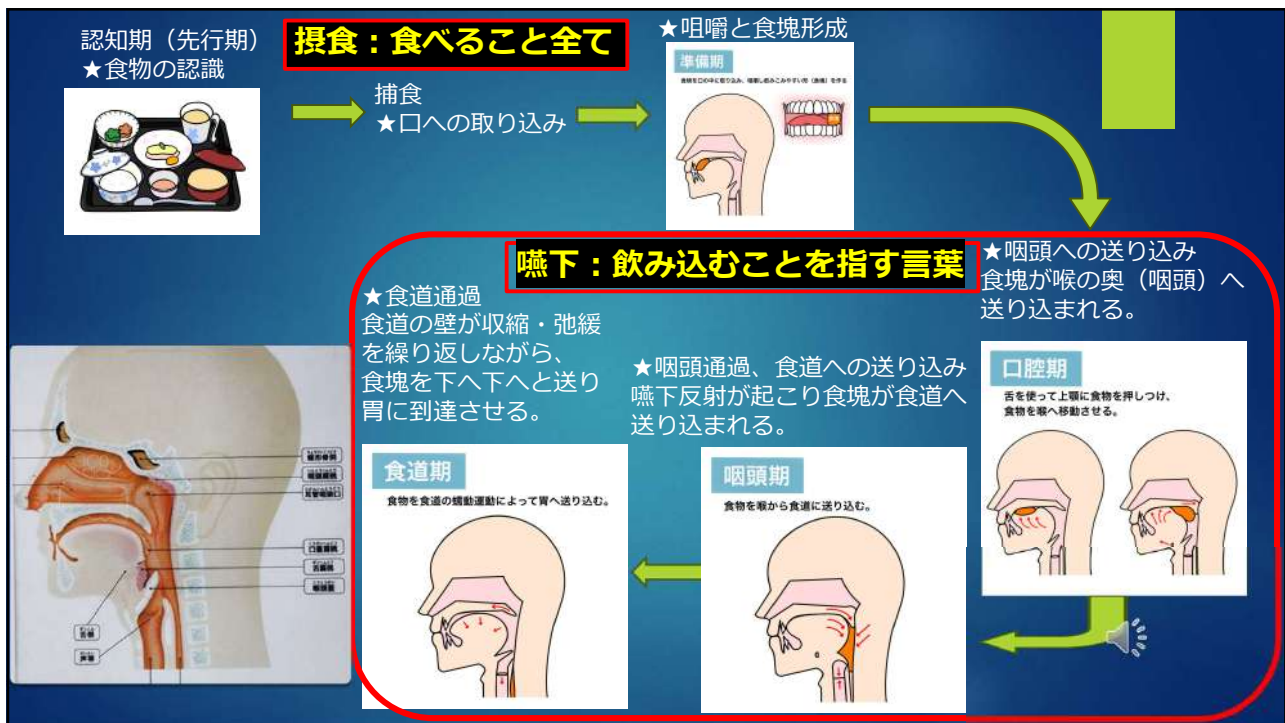 認知期（先行期）
★食物の認識
摂食：食べること全て
捕食
★口への取り込み
★咀嚼と食塊形成
準備期
嚥下：飲み込むことを指す言葉
★咽頭への送り込み
食塊が喉の奥（咽頭）へ
送り込まれる。
口腔期
舌を使って上顎に食物を押しつけ、
食物を喉へ移動させる。
★咽頭通過、食道への送り込み
嚥下反射が起こり食塊が食道へ
送り込まれる。
咽頭期
食物を喉から食道に送り込む。
★食道通過
食道の壁が収縮・弛緩
を繰り返しながら、
食塊を下へ下へと送り
胃に到達させる。
食道期
食物を食道の蠕動運動によって胃へ送り込む。